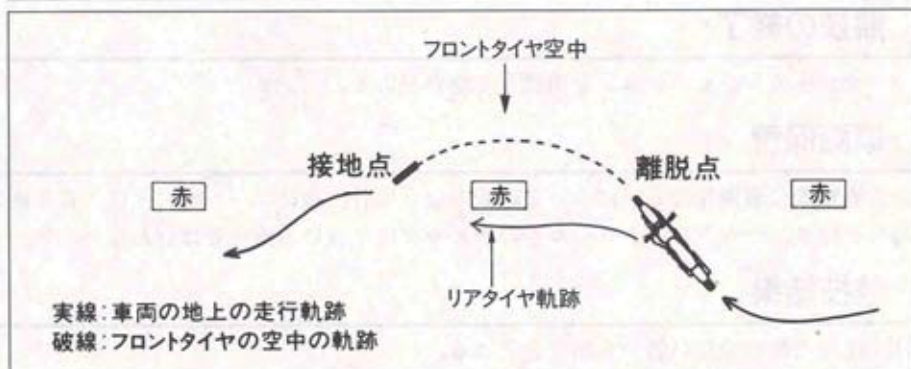 フロントタイヤ空中
接地点
離脱点
赤
赤
赤
リアタイヤ軌跡
実線:車両の地上の走行軌跡
破線:フロントタイヤの空中の軌跡